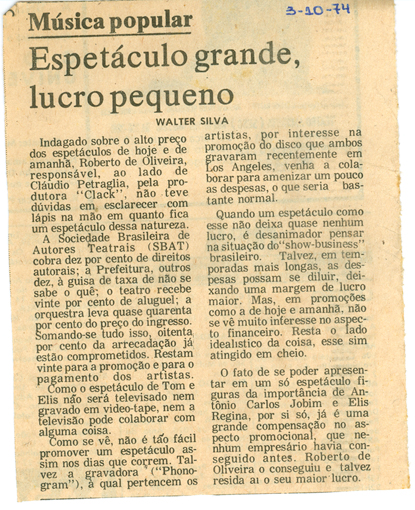 3-10-74
Música popular
Espetáculo grande,
lucro pequeno
WALTER SILVA
Indagado sobre o alto preço
dos espetáculos de hoje e de
amanhã, Roberto de Oliveira,
responsável, ao lado de
Cláudio Petraglia, pela pro-
dutora "Clack", não teve
dúvidas em esclarecer com
lápis na mão em quanto fica
um espetáculo dessa natureza.
A Sociedade Brasileira de
Autores Teatrais (SBAT)
cobra dez por cento de direitos
autorais; a Prefeitura, outros
dez, à guisa de taxa de não se
sabe o quê; o teatro recebe
vinte por cento de aluguel; a
orquestra leva quase quarenta
por cento do preço do ingresso.
Somando-se tudo isso, oitenta
por cento da arrecadação já
estão comprometidos. Restam
vinte para a promoção e para o
pagamento dos artistas.
Como o espetáculo de Tom e
Elis não será televisado nem
gravado em video-tape, nem a
televisão pode colaborar com
alguma coisa.
Como se vê, não é tão fácil
promover um espetáculo as-
sim nos dias que correm. Tal-
vez a gravadora ("Phono-
gram"), à qual pertencem os
artistas, por interesse na
promoção do disco que ambos
gravaram recentemente em
Los Angeles, venha a cola-
borar para amenizar um pouco
as despesas, o que seria bas-
tante normal.
Quando um espetáculo como
esse não deixa quase nenhum
lucro, é desanimador pensar
na situação do "show-business"
brasileiro. Talvez, em tem-
poradas mais longas, as des-
pesas possam se diluir, dei-
xando uma margem de lucro
maior. Mas, em promoções
como a de hoje e amanhã, não
se vê muito interesse no aspec-
to financeiro. Resta o lado
idealístico da coisa, esse sim
atingido em cheio.
O fato de se poder apresen-
tar em um só espetáculo fi-
guras da importância de An-
tônio Carlos Jobim e Elis
Regina, por si só, já é uma
grande compensação no as-
pecto promocional, que ne-
nhum empresário havia con-
seguido antes. Roberto de
Oliveira o conseguiu e talvez
resida aí o seu maior lucro.